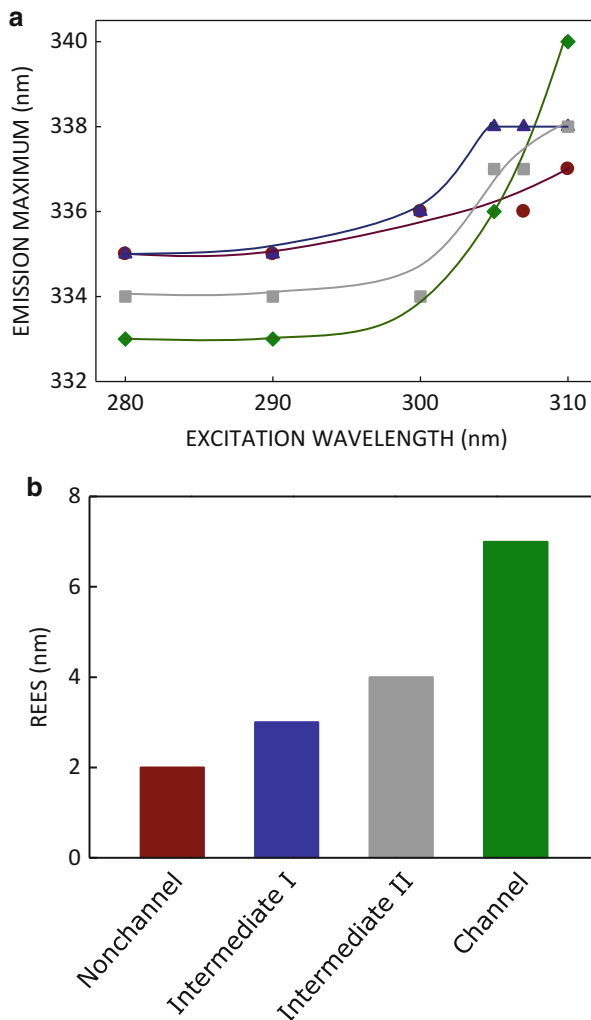 a
340
338
336
334
332
EMISSION MAXIMUM (nm)
280
290
300
310
EXCITATION WAVELENGTH (nm)
b
8
6
4
2
0
REES (nm)
Nonchannel
Intermediate I
Intermediate II
Channel